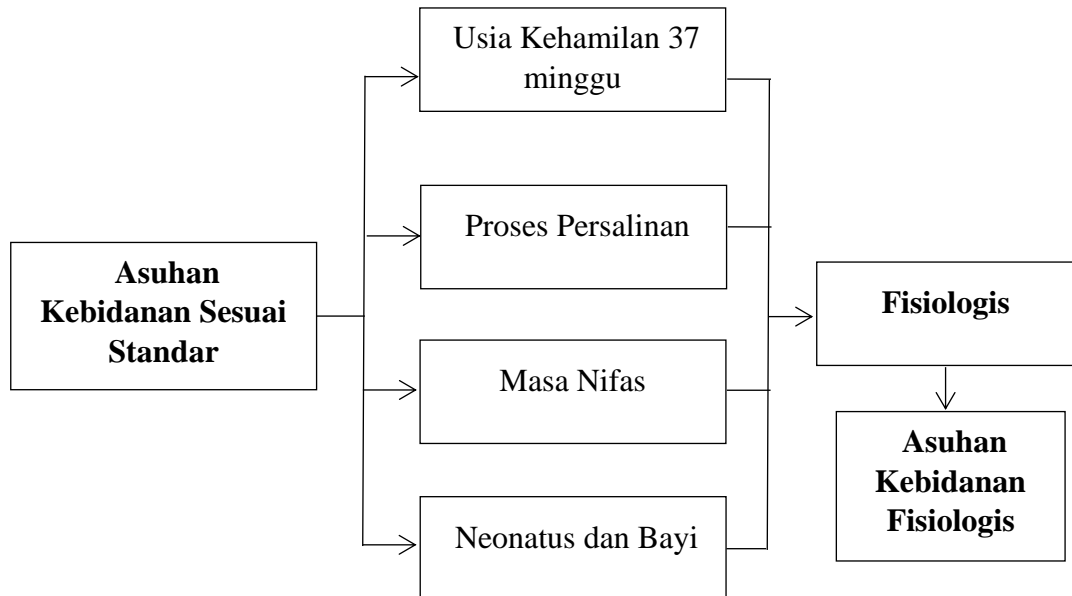 Usia Kehamilan 37
minggu
Proses Persalinan
Asuhan
Kebidanan Sesuai
Standar
Fisiologis
Masa Nifas
Asuhan
Kebidanan
Fisiologis
Neonatus dan Bayi